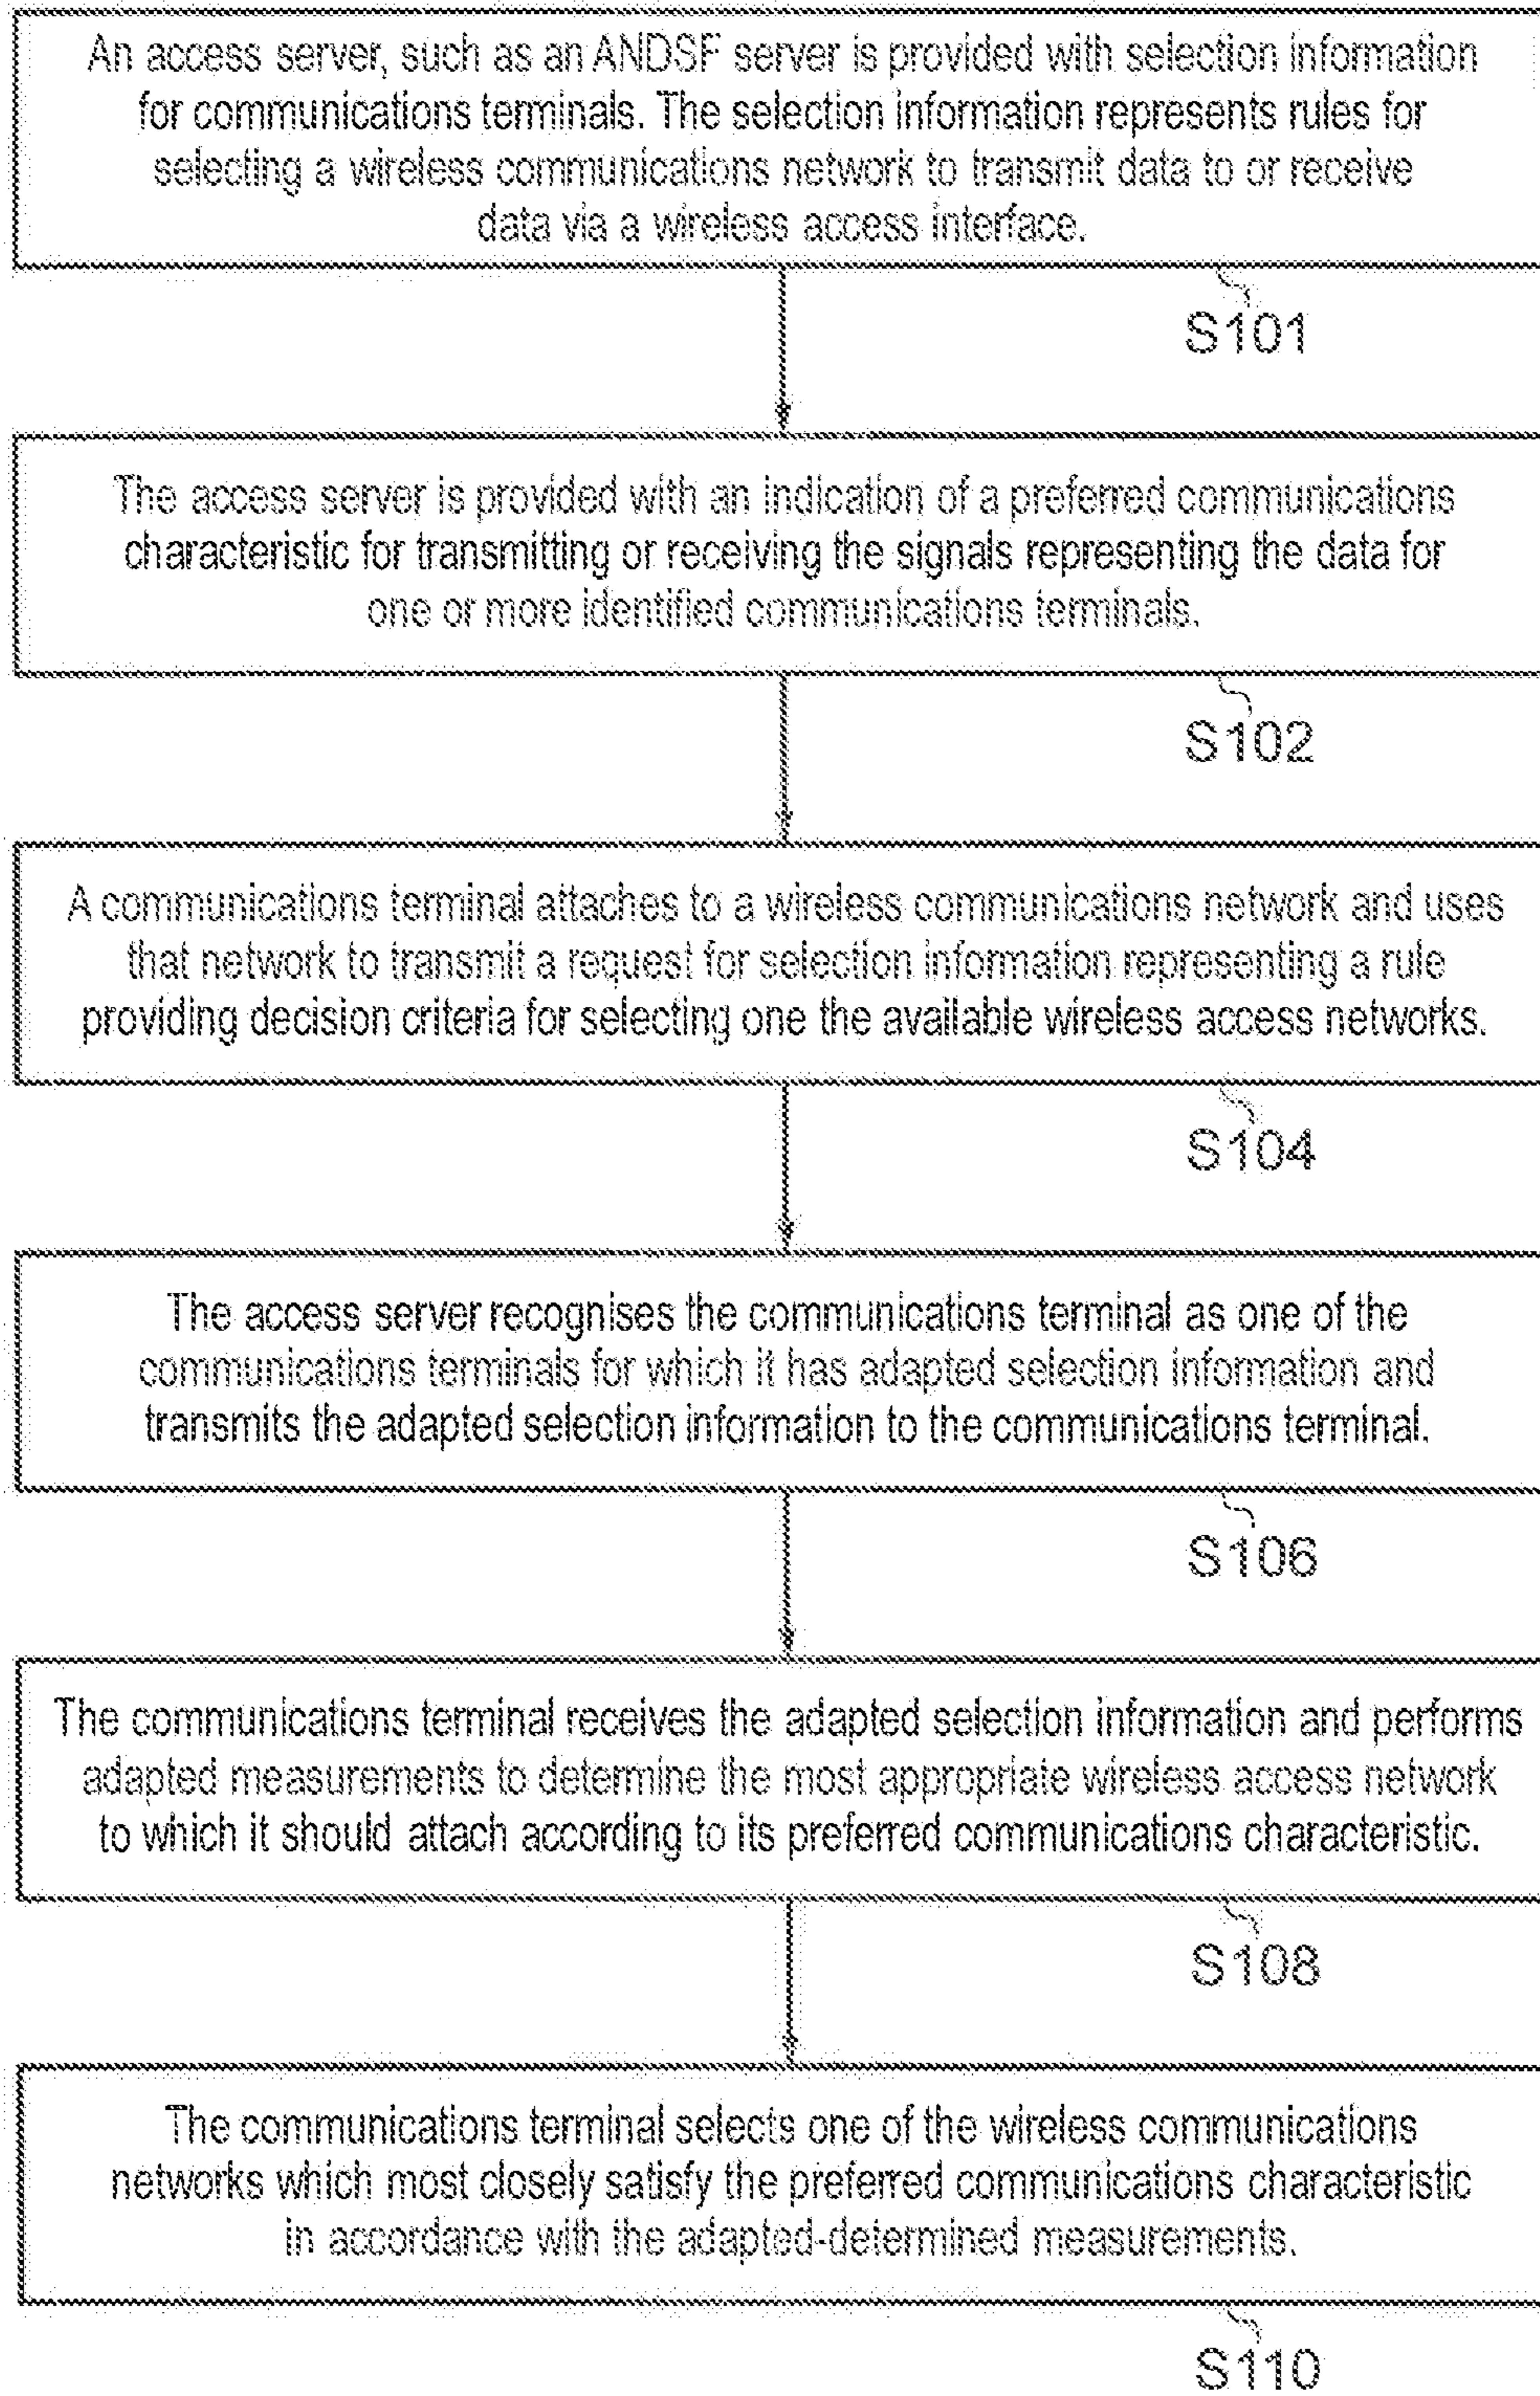 An access server, such as an ANDSF server is provided with selection information
for communications terminals. The selection information represents rules for
selecting a wireless communications network to transmit data to or receive
data via a wireless access interface.
S101
The access server is provided with an indication of a preferred communications
characteristic for transmitting or receiving the signals representing the data for
one or more identified communications terminals.
S102
A communications terminal attaches to a wireless communications network and uses
that network to transmit a request for selection information representing a rule
providing decision criteria for selecting one the available wireless access networks.
S104
The access server recognises the communications terminal as one of the
communications terminals for which it has adapted selection information and
transmits the adapted selection information to the communications terminal.
S106
The communications terminal receives the adapted selection information and performs
adapted measurements to determine the most appropriate wireless access network
to which it should attach according to its preferred communications characteristic.
S108
The communications terminal selects one of the wireless communications
networks which most closely satisfy the preferred communications characteristic
in accordance with the adapted-determined measurements.
S110